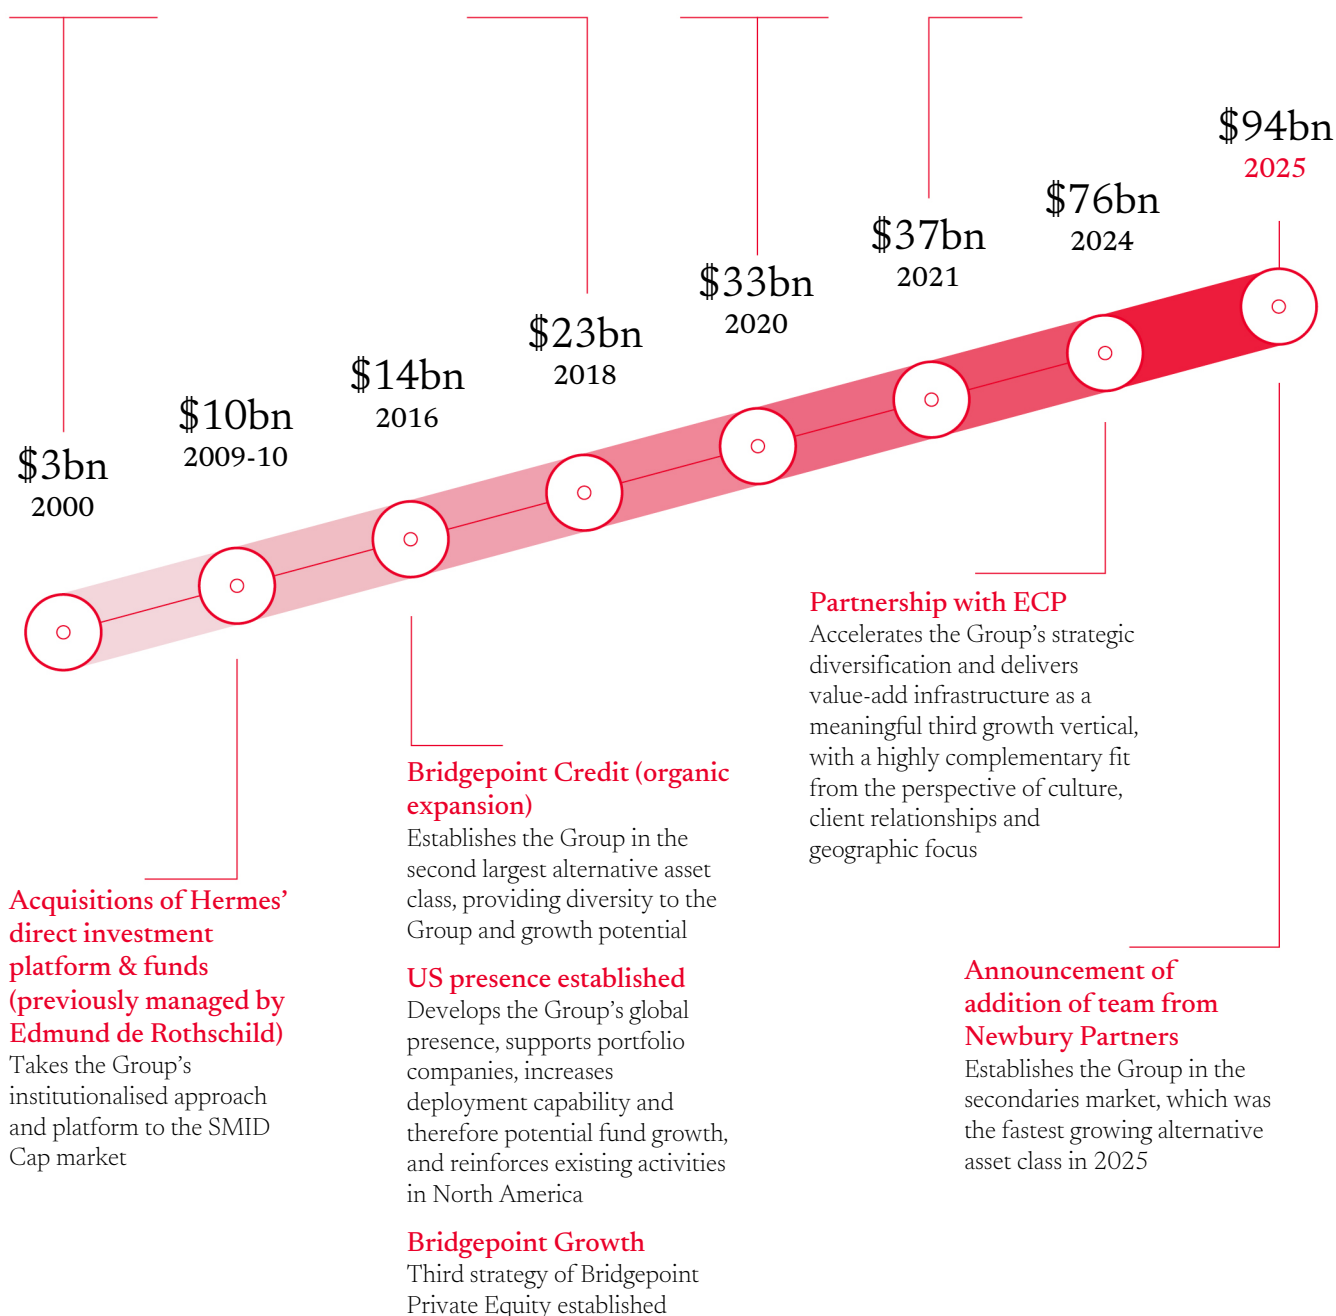 $3bn
2000
$10bn
2009-10
$14bn
2016
$23bn
2018
$33bn
2020
$37bn
2021
$76bn
2024
$94bn
2025
Acquisitions of Hermes’
direct investment
platform & funds
(previously managed by
Edmund de Rothschild)
Takes the Group’s
institutionalised approach
and platform to the SMID
Cap market
Bridgepoint Credit (organic
expansion)
Establishes the Group in the
second largest alternative asset
class, providing diversity to the
Group and growth potential
US presence established
Develops the Group’s global
presence, supports portfolio
companies, increases
deployment capability and
therefore potential fund growth,
and reinforces existing activities
in North America
Bridgepoint Growth
Third strategy of Bridgepoint
Private Equity established
Partnership with ECP
Accelerates the Group’s strategic
diversification and delivers
value-add infrastructure as a
meaningful third growth vertical,
with a highly complementary fit
from the perspective of culture,
client relationships and
geographic focus
Announcement of
addition of team from
Newbury Partners
Establishes the Group in the
secondaries market, which was
the fastest growing alternative
asset class in 2025